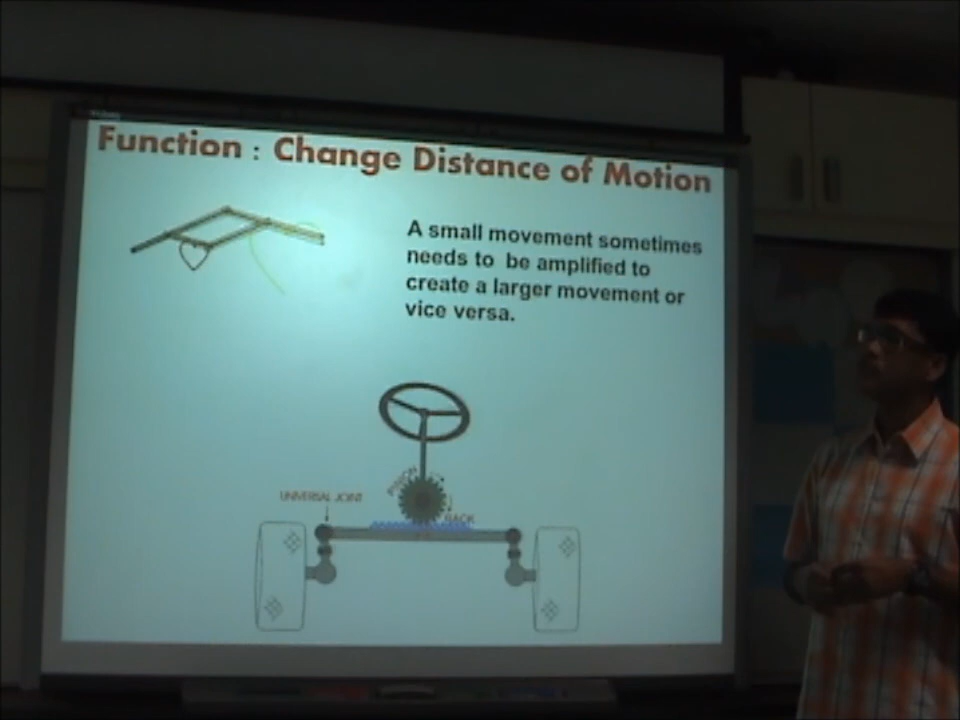 Function : Change Distance of Motion
A small movement sometimes
needs to be amplified to
create a larger movement or
vice versa.
PINION
UNIVERSAL JOINT
RACK